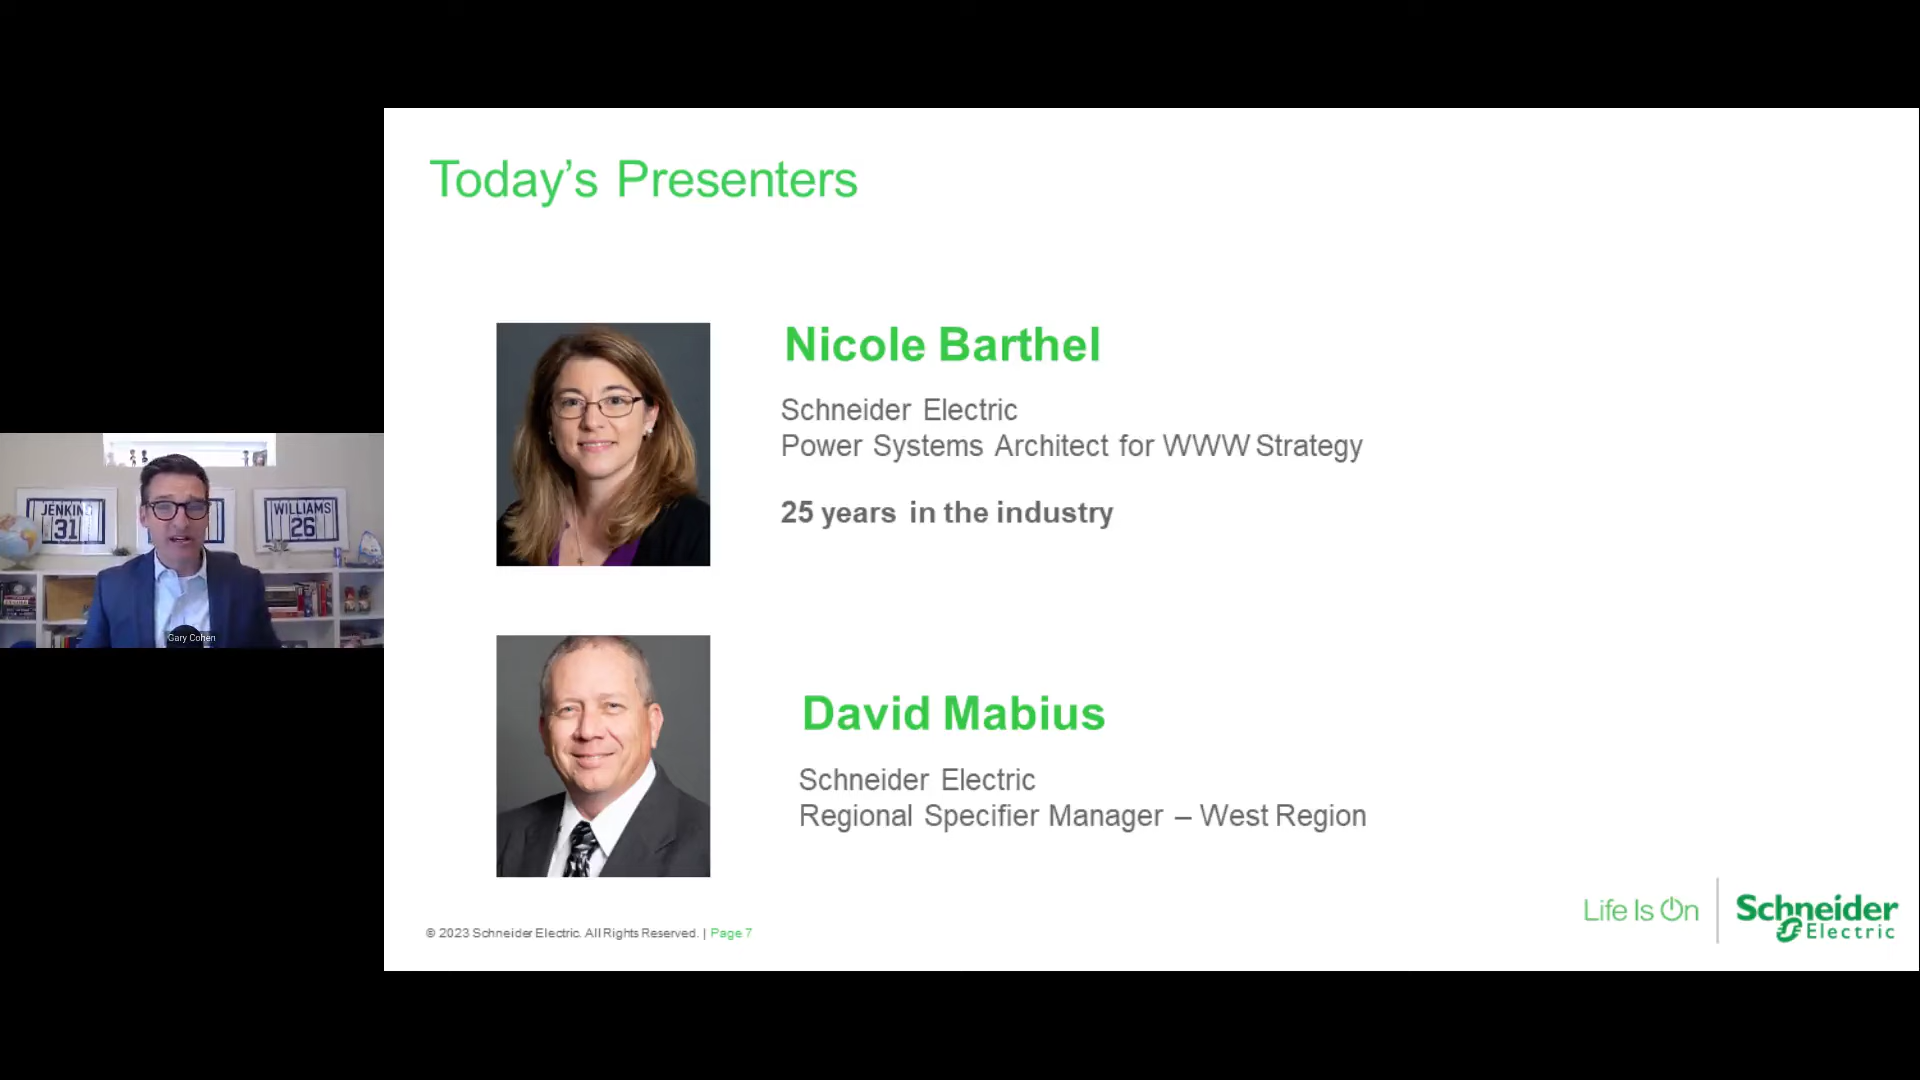 Today's Presenters
Nicole Barthel
Schneider Electric
Power Systems Architect for WWW Strategy
25 years in the industry
JENKINS
31
WILLIAMS
26
Gary Cohen
David Mabius
Schneider Electric
Regional Specifier Manager – West Region
© 2023 Schneider Electric. All Rights Reserved. | Page 7
Life Is On
Schneider
Electric